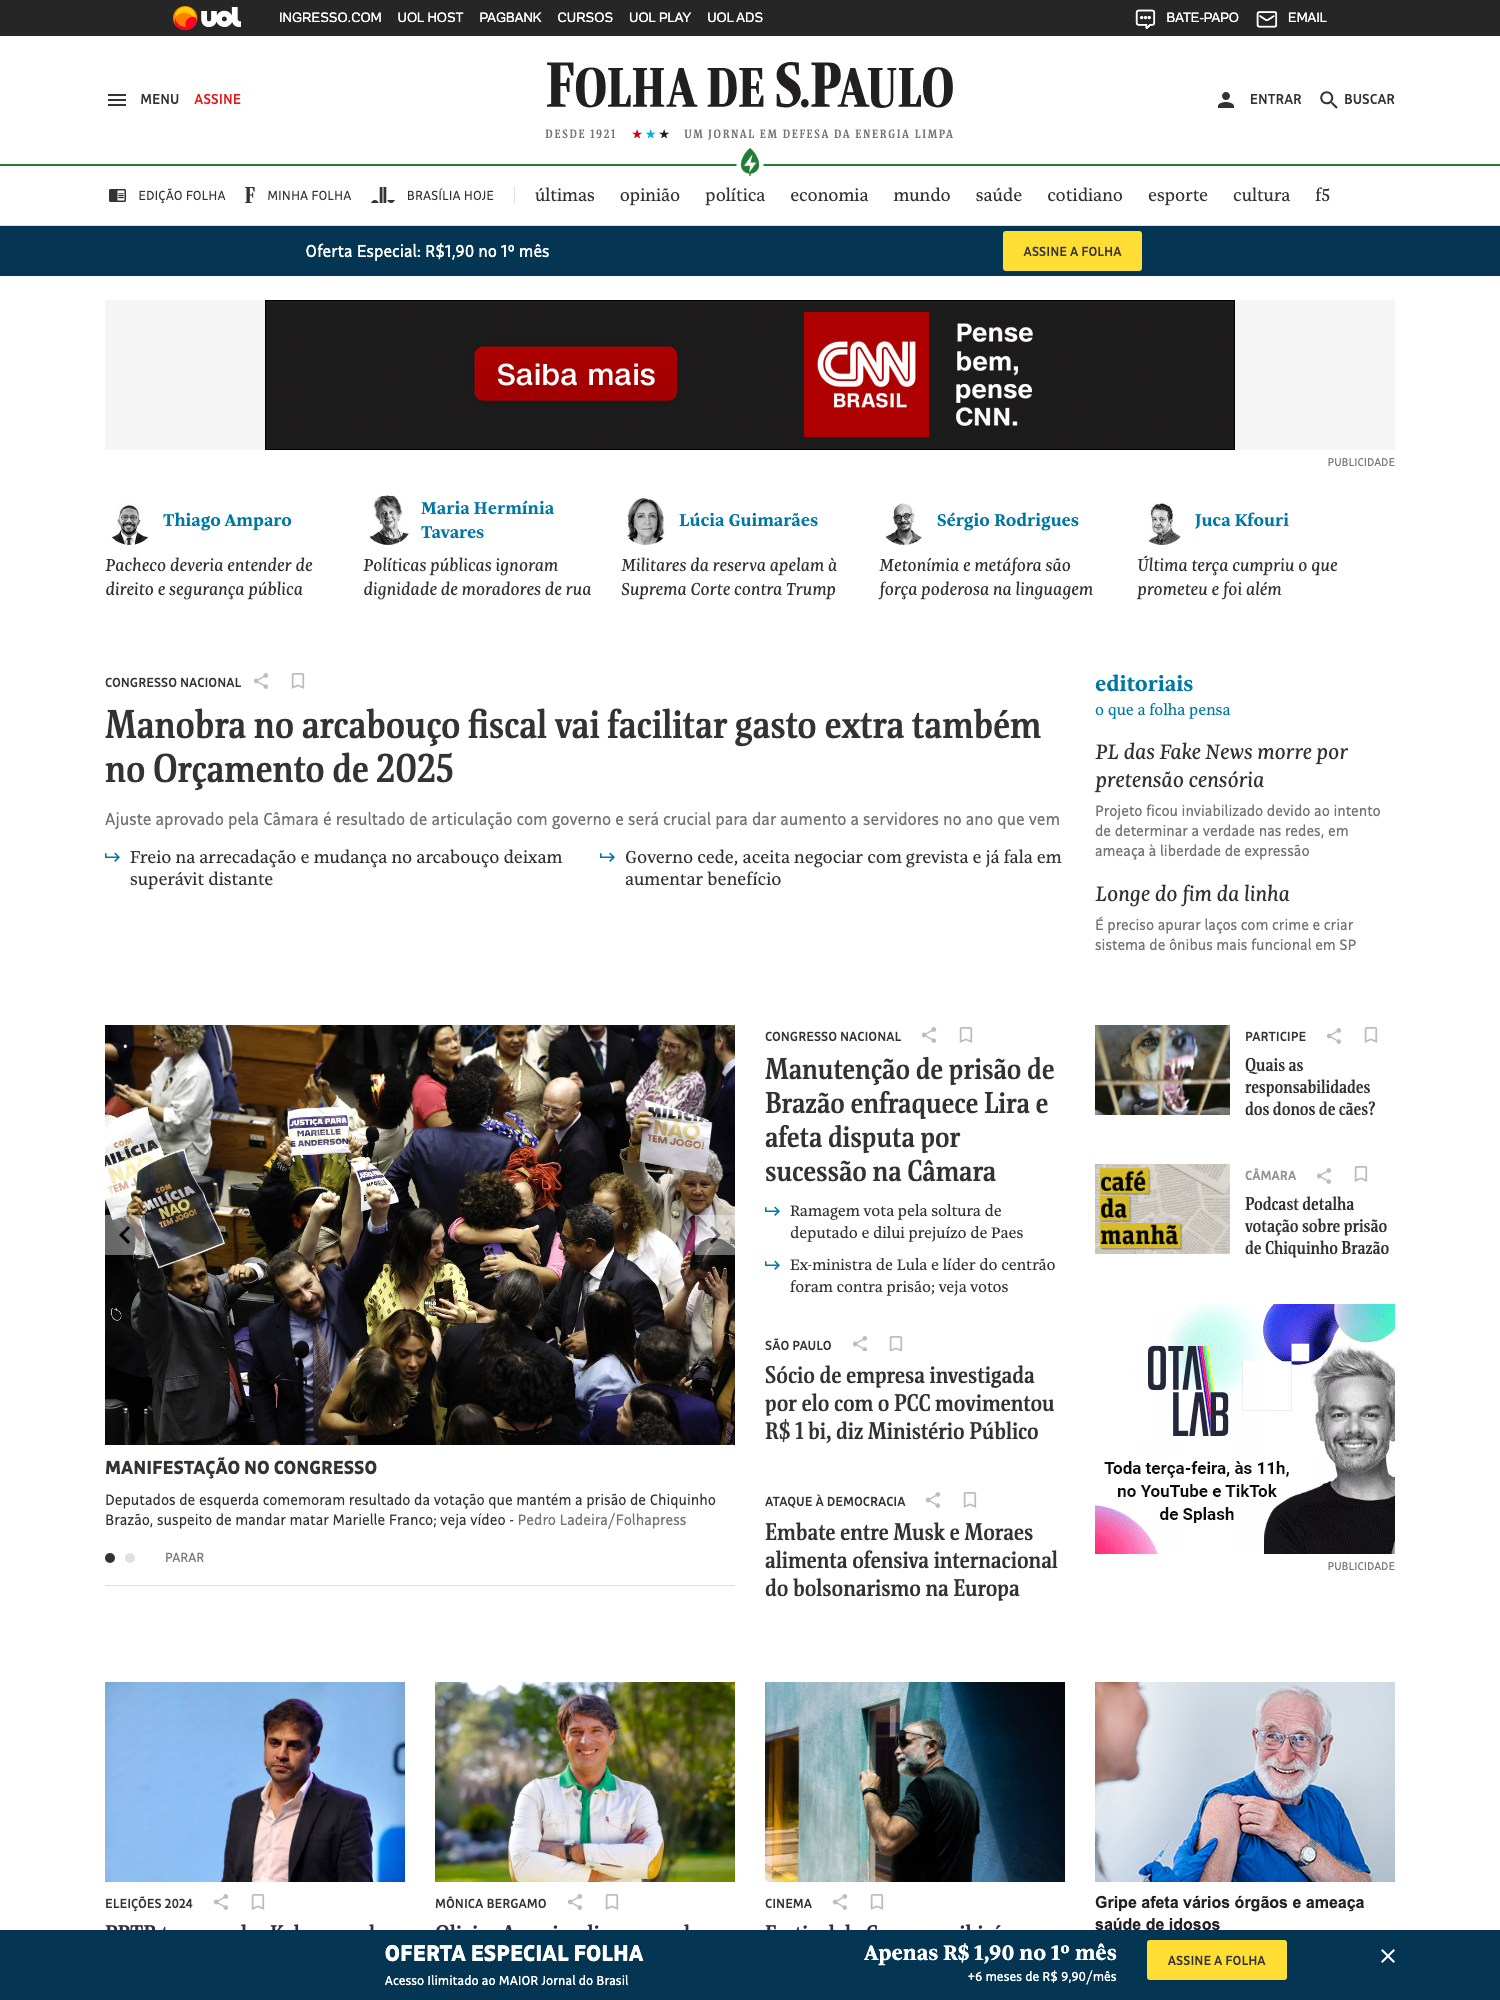 uol INGRESSO.COM UOL HOST PAGBANK CURSOS UOL PLAY UOL ADS BATE-PAPO EMAIL
MENU ASSINE
FOLHA DE S.PAULO
ENTRAR BUSCAR
DESDE 1921 ★★★ UM JORNAL EM DEFESA DA ENERGIA LIMPA
EDIÇÃO FOLHA F MINHA FOLHA BRASÍLIA HOJE últimas opinião política economia mundo saúde cotidiano esporte cultura f5
Oferta Especial: R$1,90 no 1º mês ASSINE A FOLHA
Saiba mais
CNN
BRASIL
Pense
bem,
pense
CNN.
PUBLICIDADE
Thiago Amparo
Pacheco deveria entender de
direito e segurança pública
Maria Hermínia
Tavares
Políticas públicas ignoram
dignidade de moradores de rua
Lúcia Guimarães
Militares da reserva apelam à
Suprema Corte contra Trump
Sérgio Rodrigues
Metonímia e metáfora são
força poderosa na linguagem
Juca Kfouri
Última terça cumpriu o que
prometeu e foi além
CONGRESSO NACIONAL
Manobra no arcabouço fiscal vai facilitar gasto extra também
no Orçamento de 2025
Ajuste aprovado pela Câmara é resultado de articulação com governo e será crucial para dar aumento a servidores no ano que vem
Freio na arrecadação e mudança no arcabouço deixam
superávit distante
Governo cede, aceita negociar com grevista e já fala em
aumentar benefício
editoriais
o que a folha pensa
PL das Fake News morre por
pretensão censória
Projeto ficou inviabilizado devido ao intento
de determinar a verdade nas redes, em
ameaça à liberdade de expressão
Longe do fim da linha
É preciso apurar laços com crime e criar
sistema de ônibus mais funcional em SP
COM
MILÍCIA
NÃO
TEM JOGO!
JUSTIÇA PARA
MARIELLE
E ANDERSON
MILÍCIA
NÃO
TEM JOGO!
COM
MILÍCIA
NÃO
TEM JOGO!
MANIFESTAÇÃO NO CONGRESSO
Deputados de esquerda comemoram resultado da votação que mantém a prisão de Chiquinho
Brazão, suspeito de mandar matar Marielle Franco; veja vídeo - Pedro Ladeira/Folhapress
PARAR
CONGRESSO NACIONAL
Manutenção de prisão de
Brazão enfraquece Lira e
afeta disputa por
sucessão na Câmara
Ramagem vota pela soltura de
deputado e dilui prejuízo de Paes
Ex-ministra de Lula e líder do centrão
foram contra prisão; veja votos
SÃO PAULO
Sócio de empresa investigada
por elo com o PCC movimentou
R$ 1 bi, diz Ministério Público
ATAQUE À DEMOCRACIA
Embate entre Musk e Moraes
alimenta ofensiva internacional
do bolsonarismo na Europa
PARTICIPE
Quais as
responsabilidades
dos donos de cães?
café
da
manhã
CÂMARA
Podcast detalha
votação sobre prisão
de Chiquinho Brazão
OTA
LAB
Toda terça-feira, às 11h,
no YouTube e TikTok
de Splash
PUBLICIDADE
ELEIÇÕES 2024
MÔNICA BERGAMO
CINEMA
Gripe afeta vários órgãos e ameaça
saúde de idosos
OFERTA ESPECIAL FOLHA
Acesso Ilimitado ao MAIOR Jornal do Brasil
Apenas R$ 1,90 no 1º mês
+6 meses de R$ 9,90/mês
ASSINE A FOLHA